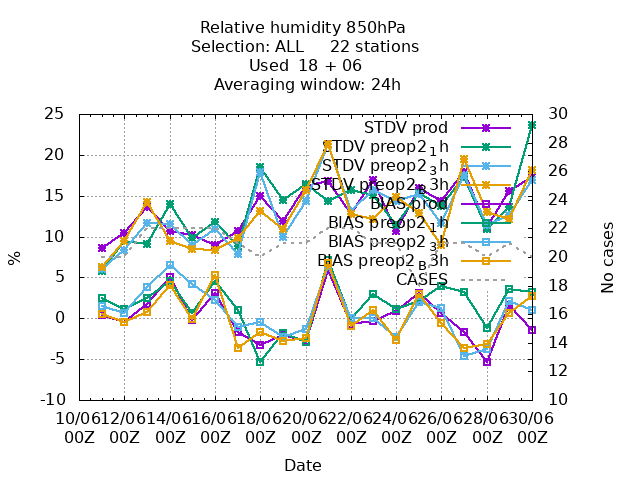 Relative humidity 850hPa
Selection: ALL 22 stations
Used 18 + 06
Averaging window: 24h
25
20
15
10
5
0
-5
-10
%
30
28
26
24
22
20
18
16
14
12
10
No cases
STDV prod
STDV preop2_1h
STDV preop2_3h
STDV preop2_B3h
BIAS prod
BIAS preop2_1h
BIAS preop2_3h
BIAS preop2_B3h
CASES
10/06 12/06 14/06 16/06 18/06 20/06 22/06 24/06 26/06 28/06 30/06
00Z 00Z 00Z 00Z 00Z 00Z 00Z 00Z 00Z 00Z 00Z
Date